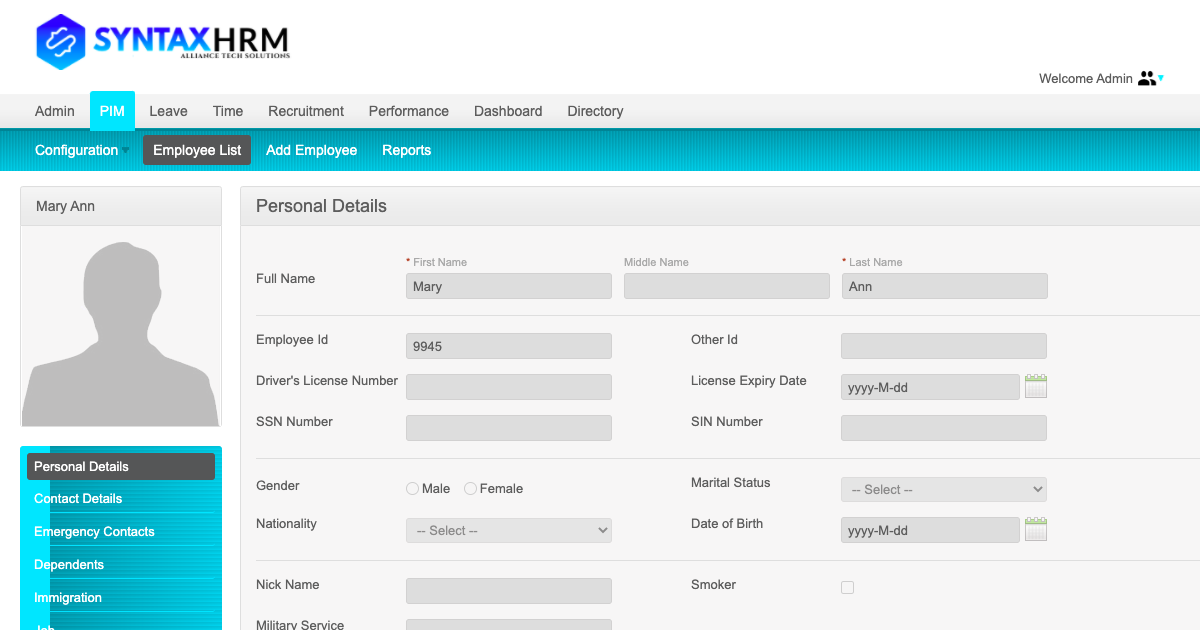 SYNTAXHRM
ALLIANCE TECH SOLUTIONS
Welcome Admin
Admin PIM Leave Time Recruitment Performance Dashboard Directory
Configuration Employee List Add Employee Reports
Mary Ann
Personal Details
* First Name Middle Name * Last Name
Full Name Mary Ann
Employee Id 9945 Other Id
Driver's License Number License Expiry Date yyyy-M-dd
SSN Number SIN Number
Gender Male Female Marital Status -- Select --
Nationality -- Select -- Date of Birth yyyy-M-dd
Nick Name Smoker
Military Service
Personal Details
Contact Details
Emergency Contacts
Dependents
Immigration
Job